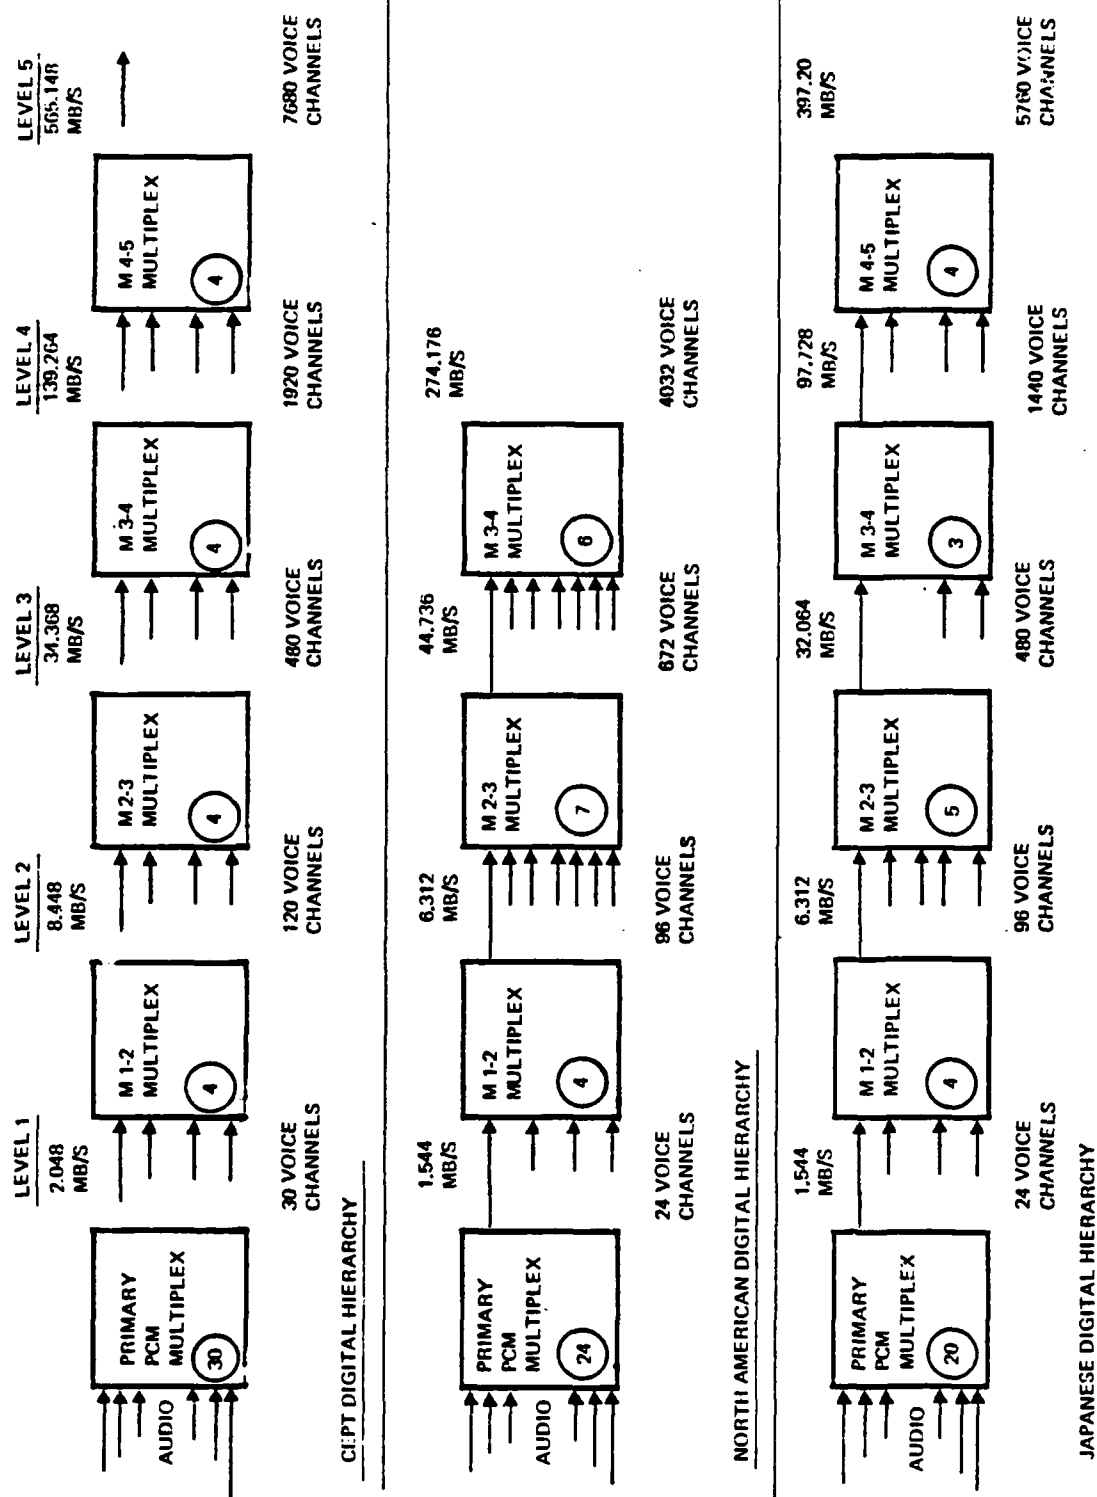 LEVEL 1
2.048
MB/S
LEVEL 2
8.448
MB/S
LEVEL 3
34.368
MB/S
LEVEL 4
139.264
MB/S
LEVEL 5
565.148
MB/S
PRIMARY
PCM
MULTIPLEX
30
AUDIO
M 1-2
MULTIPLEX
4
M 2-3
MULTIPLEX
4
M 3-4
MULTIPLEX
4
M 4-5
MULTIPLEX
4
30 VOICE
CHANNELS
120 VOICE
CHANNELS
480 VOICE
CHANNELS
1920 VOICE
CHANNELS
7680 VOICE
CHANNELS
CEPT DIGITAL HIERARCHY
1.544
MB/S
6.312
MB/S
44.736
MB/S
274.176
MB/S
PRIMARY
PCM
MULTIPLEX
24
AUDIO
M 1-2
MULTIPLEX
4
M 2-3
MULTIPLEX
7
M 3-4
MULTIPLEX
6
24 VOICE
CHANNELS
96 VOICE
CHANNELS
672 VOICE
CHANNELS
4032 VOICE
CHANNELS
NORTH AMERICAN DIGITAL HIERARCHY
1.544
MB/S
6.312
MB/S
32.064
MB/S
97.728
MB/S
397.20
MB/S
PRIMARY
PCM
MULTIPLEX
20
AUDIO
M 1-2
MULTIPLEX
4
M 2-3
MULTIPLEX
5
M 3-4
MULTIPLEX
3
M 4-5
MULTIPLEX
4
24 VOICE
CHANNELS
96 VOICE
CHANNELS
480 VOICE
CHANNELS
1440 VOICE
CHANNELS
5760 VOICE
CHANNELS
JAPANESE DIGITAL HIERARCHY